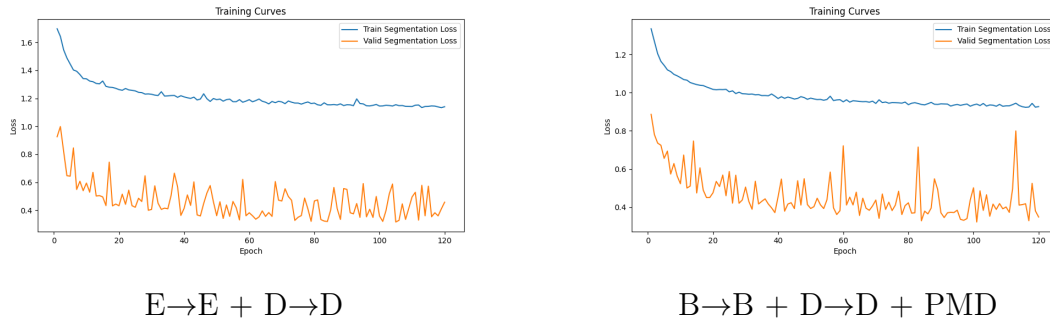 Training Curves
Train Segmentation Loss
Valid Segmentation Loss
1.6
1.4
1.2
1.0
0.8
0.6
0.4
Loss
0 20 40 60 80 100 120
Epoch
E→E + D→D
Training Curves
Train Segmentation Loss
Valid Segmentation Loss
1.2
1.0
0.8
0.6
0.4
Loss
0 20 40 60 80 100 120
Epoch
B→B + D→D + PMD